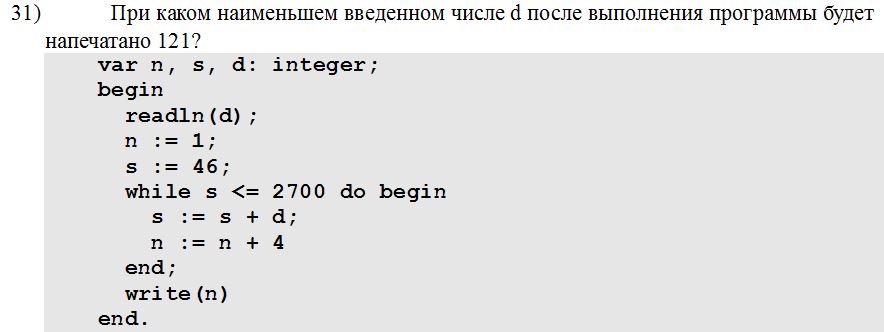 31) При каком наименьшем введенном числе d после выполнения программы будет
напечатано 121?
var n, s, d: integer;
begin
readln(d);
n := 1;
s := 46;
while s <= 2700 do begin
s := s + d;
n := n + 4
end;
write(n)
end.